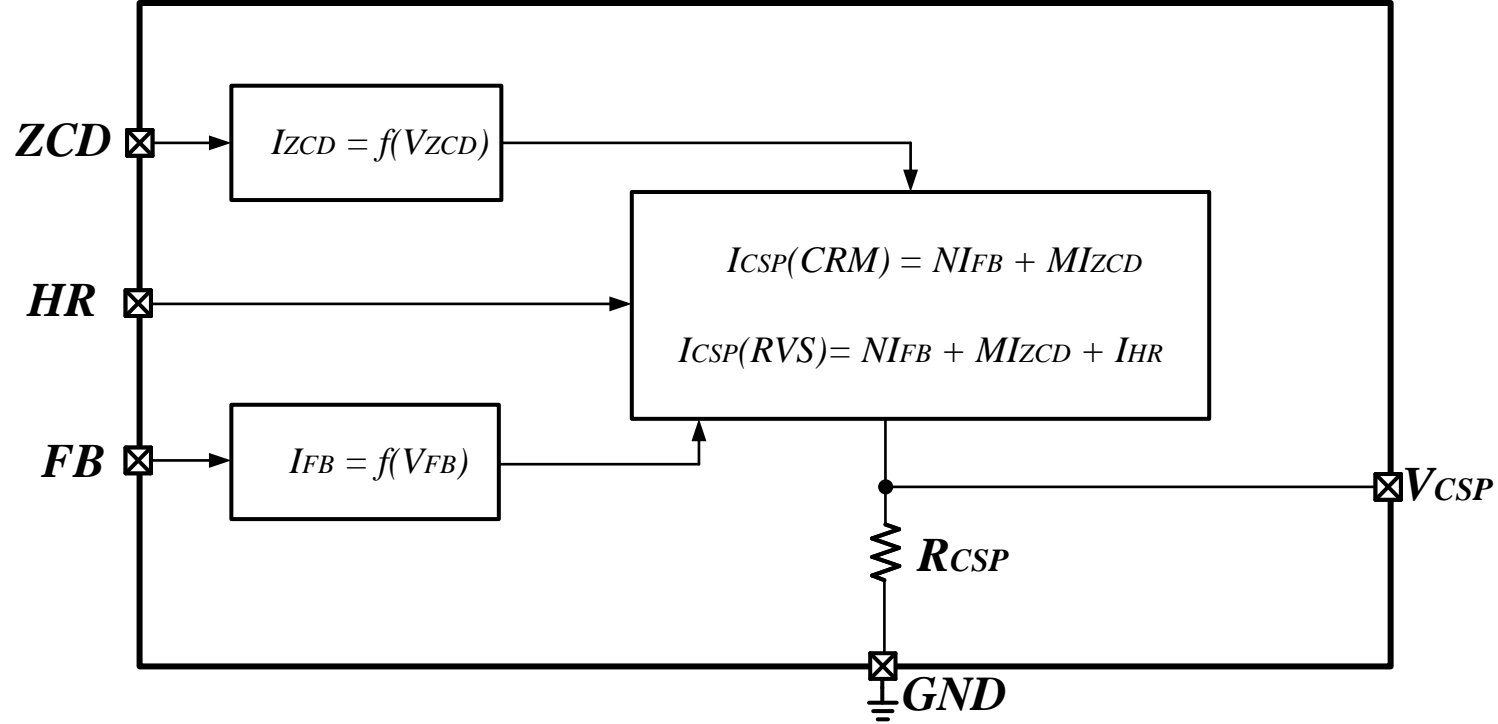 ZCD
IZCD = f(VZCD)
ICSP(CRM) = NIFB + MIZCD
HR
ICSP(RVS)= NIFB + MIZCD + IHR
FB
IFB = f(VFB)
VCSP
RCSP
GND